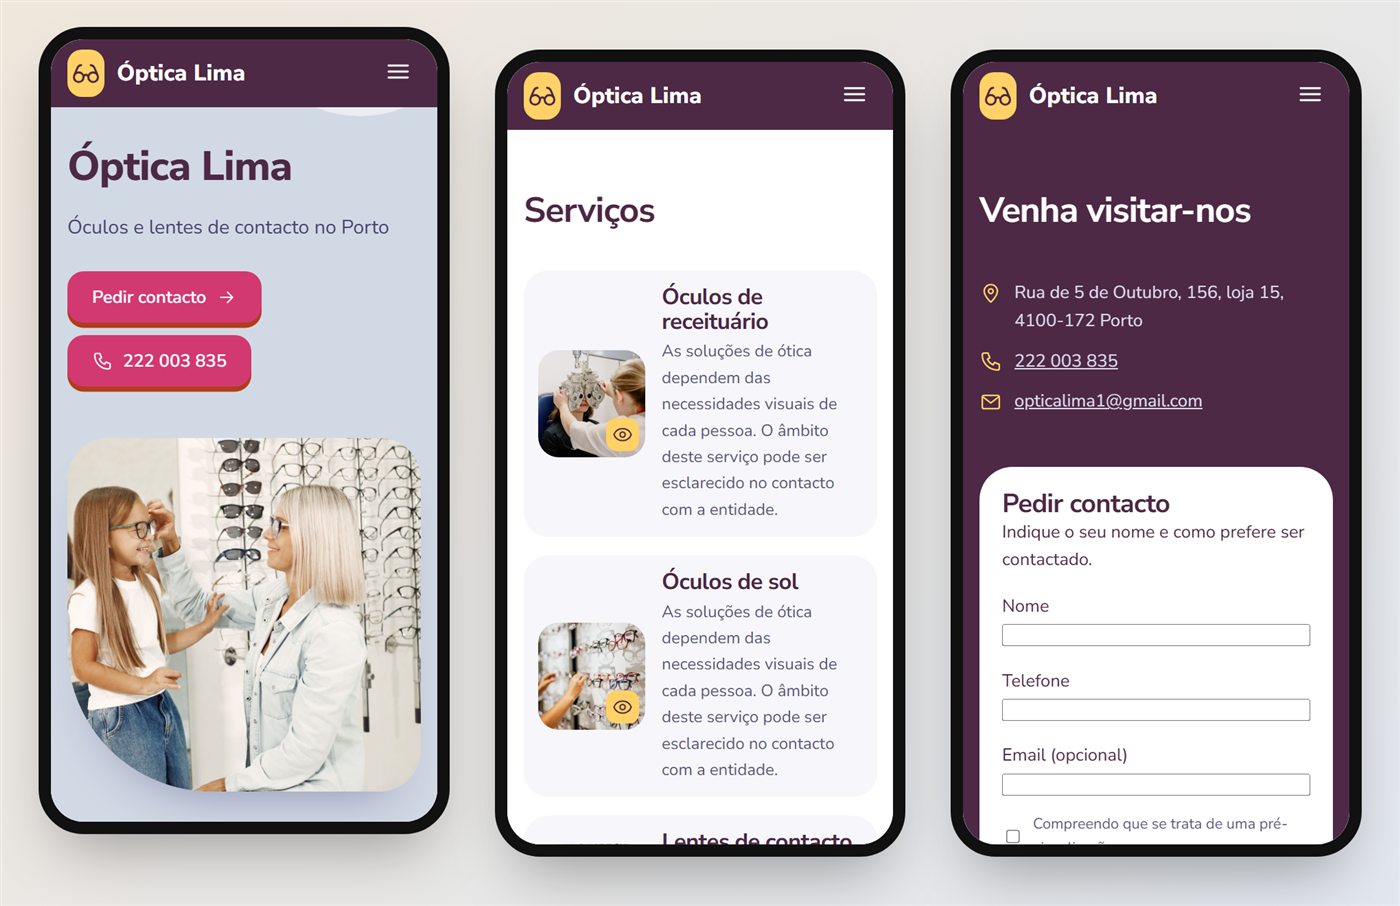 Óptica Lima
Óptica Lima
Óculos e lentes de contacto no Porto
Pedir contacto
222 003 835
Óptica Lima
Serviços
Óculos de
receituário
As soluções de ótica
dependem das
necessidades visuais de
cada pessoa. O âmbito
deste serviço pode ser
esclarecido no contacto
com a entidade.
Óculos de sol
As soluções de ótica
dependem das
necessidades visuais de
cada pessoa. O âmbito
deste serviço pode ser
esclarecido no contacto
com a entidade.
Lentes de contacto
Óptica Lima
Venha visitar-nos
Rua de 5 de Outubro, 156, loja 15,
4100-172 Porto
222 003 835
opticalima1@gmail.com
Pedir contacto
Indique o seu nome e como prefere ser
contactado.
Nome
Telefone
Email (opcional)
Compreendo que se trata de uma pré-